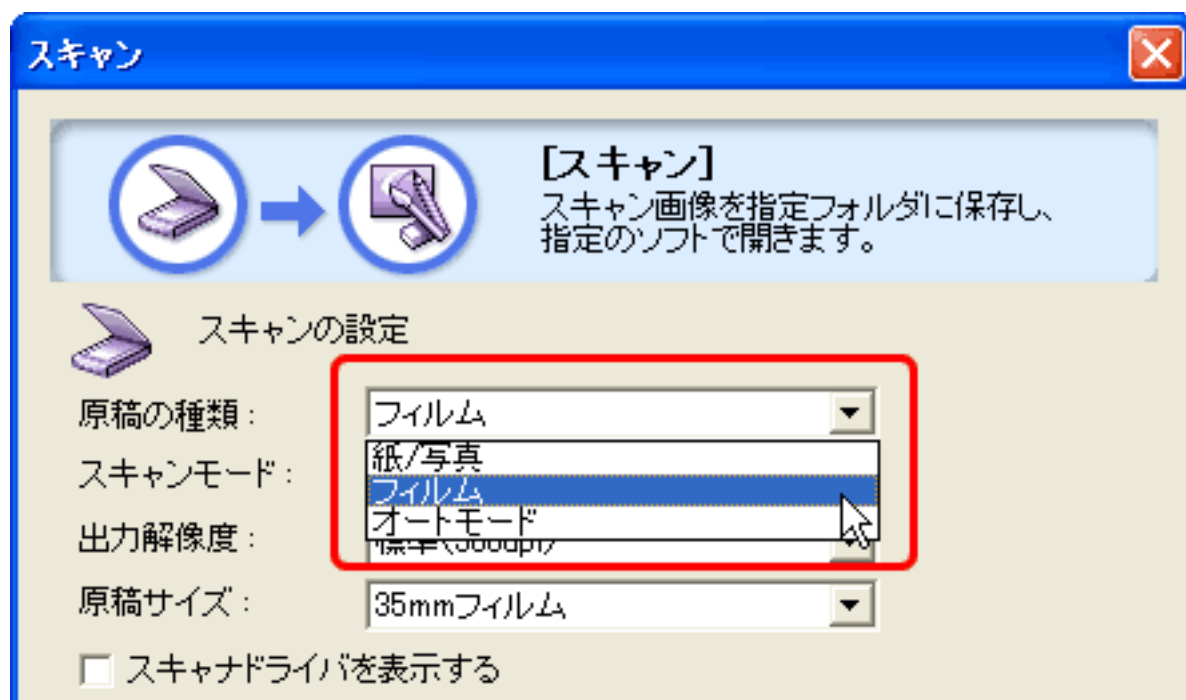 スキャン
[スキャン]
スキャン画像を指定フォルダに保存し、
指定のソフトで開きます。
スキャンの設定
原稿の種類：
フィルム
紙/写真
フィルム
オートモード
スキャンモード：
出力解像度：
原稿サイズ：
35mmフィルム
スキャナドライバを表示する